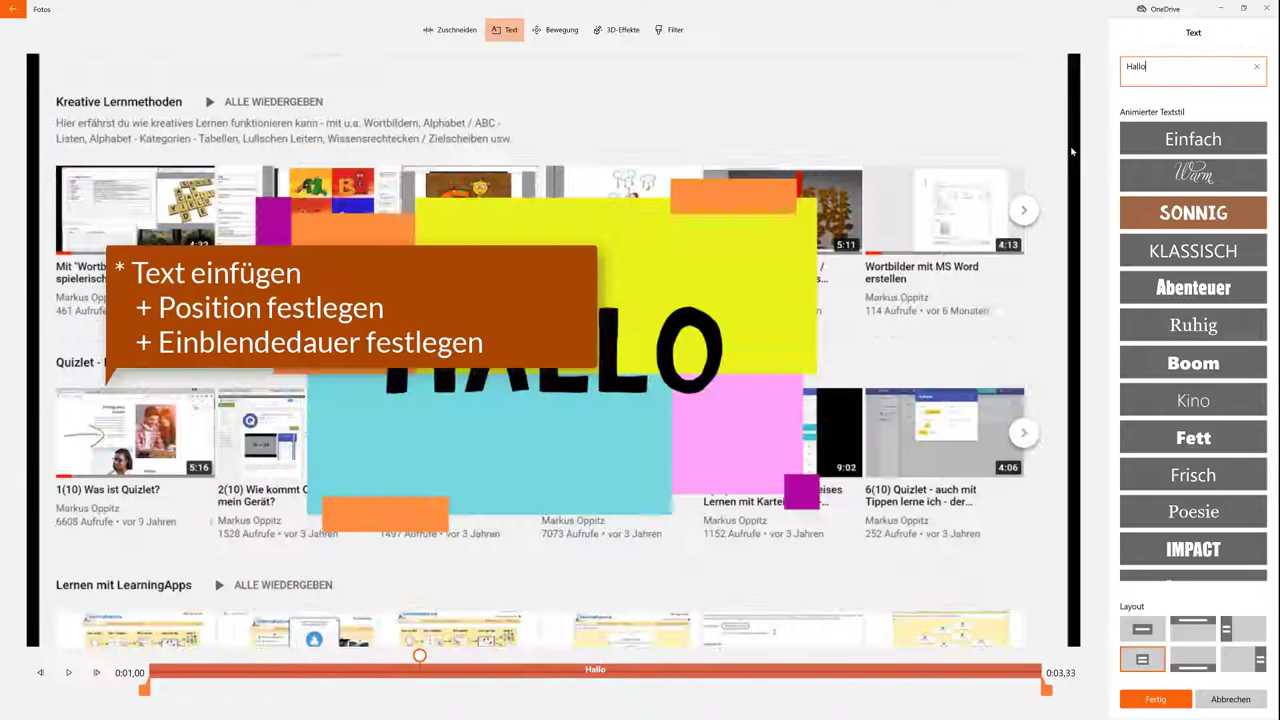 Fotos
OneDrive
Zuschneiden
Text
Bewegung
3D-Effekte
Filter
Text
Hallo
Kreative Lernmethoden
ALLE WIEDERGEBEN
Hier erfährst du wie kreatives Lernen funktionieren kann - mit u.a. Wortbildern, Alphabet / ABC -
Listen, Alphabet - Kategorien - Tabellen, Lullschen Leitern, Wissensrechtecken / Zielscheiben usw.
4:32
5:11
4:13
Mit "Wortb
spielerisch
Markus Oppitz
461 Aufrufe
Wortbilder mit MS Word
erstellen
Markus Oppitz
114 Aufrufe • vor 6 Monaten
* Text einfügen
+ Position festlegen
+ Einblendedauer festlegen
HALLO
Quizlet -
5:16
9:02
4:06
1(10) Was ist Quizlet?
Markus Oppitz
6608 Aufrufe • vor 9 Jahren
2(10) Wie kommt Q
mein Gerät?
Markus Oppitz
1528 Aufrufe • vor 3 Jahren
1497 Aufrufe • vor 3 Jahren
Markus Oppitz
7073 Aufrufe • vor 3 Jahren
eises
Lernen mit Karte
Markus Oppitz
1152 Aufrufe • vor 3 Jahren
6(10) Quizlet - auch mit
Tippen lerne ich - der...
Markus Oppitz
252 Aufrufe • vor 3 Jahren
Lernen mit LearningApps
ALLE WIEDERGEBEN
0:01,00
Hallo
0:03,33
Animierter Textstil
Einfach
Warm
SONNIG
KLASSISCH
Abenteuer
Ruhig
Boom
Kino
Fett
Frisch
Poesie
IMPACT
Layout
Fertig
Abbrechen